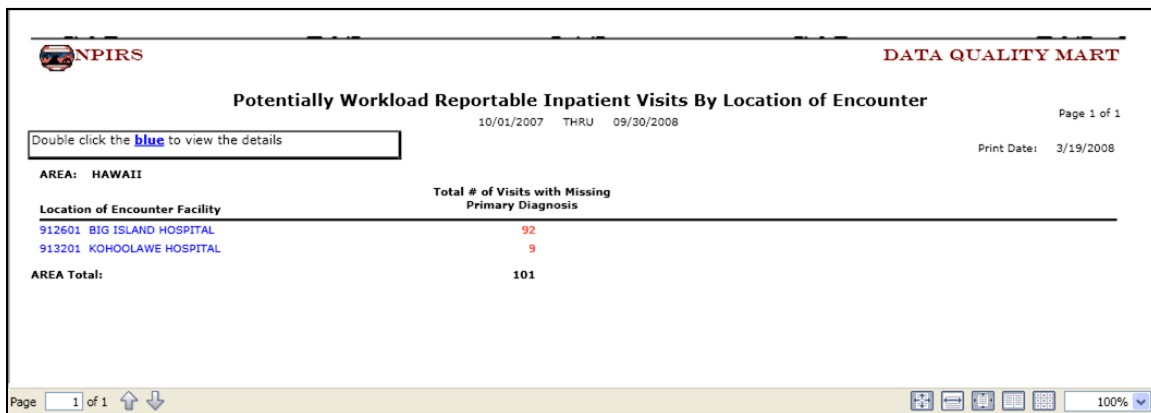 NPIRS
DATA QUALITY MART
Potentially Workload Reportable Inpatient Visits By Location of Encounter
10/01/2007 THRU 09/30/2008
Page 1 of 1
Double click the blue to view the details
Print Date: 3/19/2008
AREA: HAWAII
Total # of Visits with Missing
Primary Diagnosis
Location of Encounter Facility
912601 BIG ISLAND HOSPITAL 92
913201 KOHOOLAWE HOSPITAL 9
AREA Total: 101
Page 1 of 1
100%